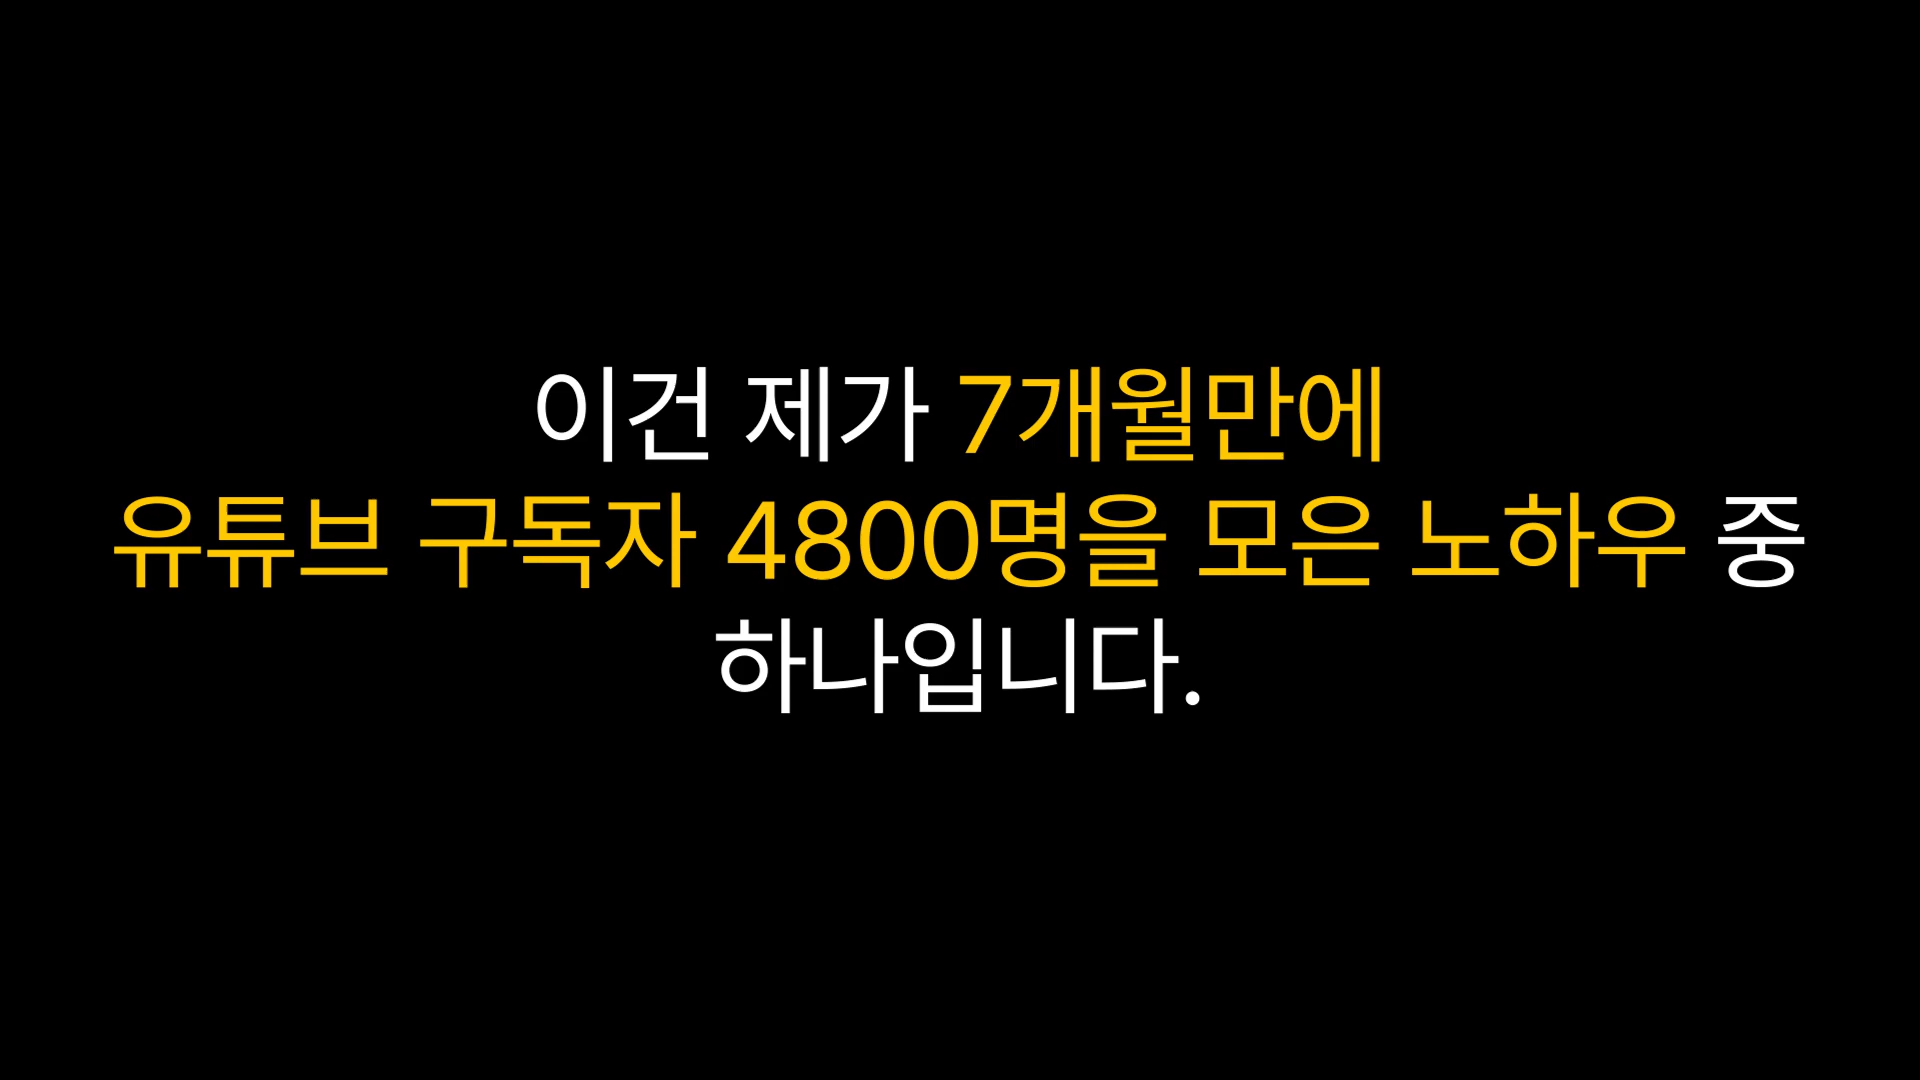 이건 제가 7개월만에
유튜브 구독자 4800명을 모은 노하우 중
하나입니다.